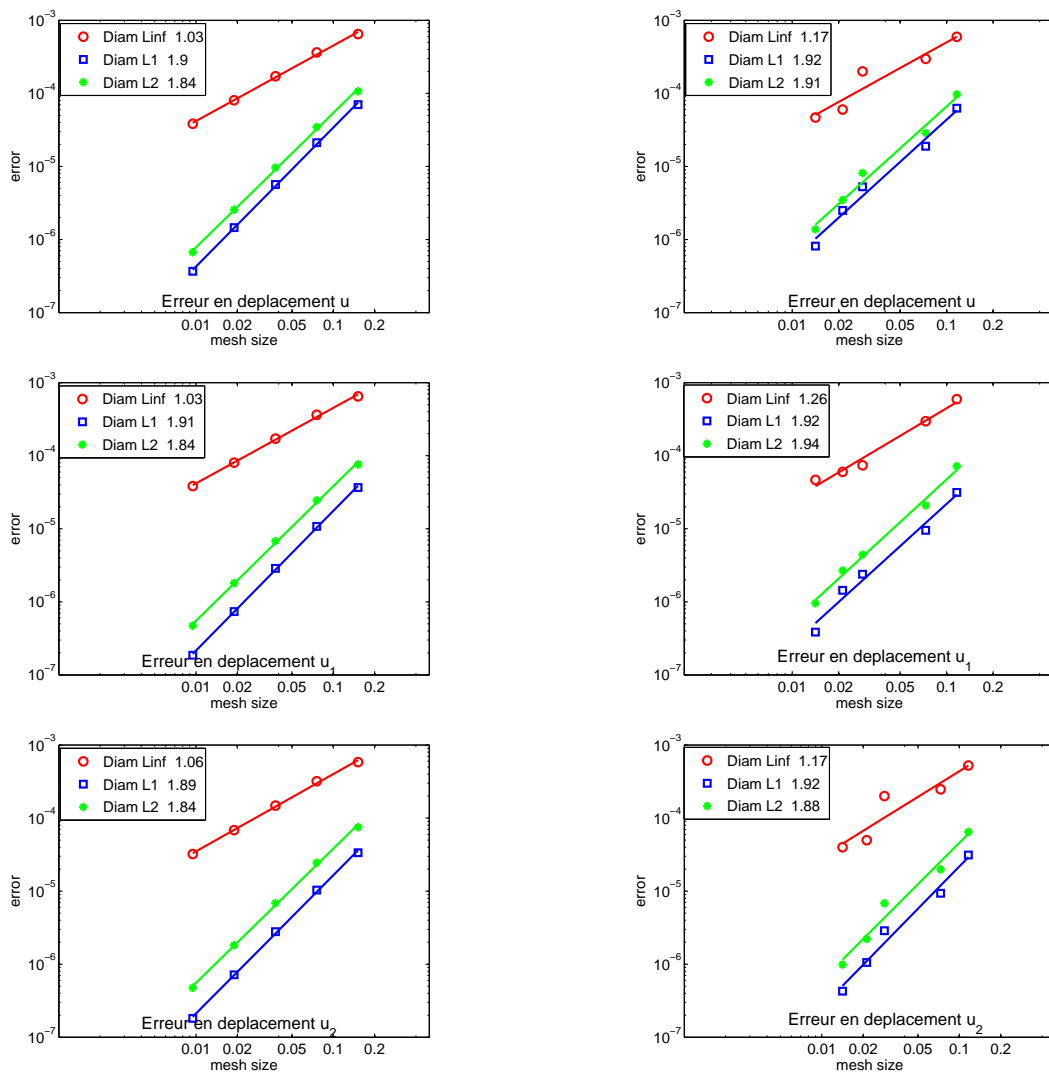 10^−3
10^−4
10^−5
10^−6
10^−7
error
Diam Linf 1.03
Diam L1 1.9
Diam L2 1.84
Erreur en deplacement u
0.01 0.02 0.05 0.1 0.2
mesh size
10^−3
10^−4
10^−5
10^−6
10^−7
error
Diam Linf 1.17
Diam L1 1.92
Diam L2 1.91
Erreur en deplacement u
0.01 0.02 0.05 0.1 0.2
mesh size
10^−3
10^−4
10^−5
10^−6
10^−7
error
Diam Linf 1.03
Diam L1 1.91
Diam L2 1.84
Erreur en deplacement u_1
0.01 0.02 0.05 0.1 0.2
mesh size
10^−3
10^−4
10^−5
10^−6
10^−7
error
Diam Linf 1.26
Diam L1 1.92
Diam L2 1.94
Erreur en deplacement u_1
0.01 0.02 0.05 0.1 0.2
mesh size
10^−3
10^−4
10^−5
10^−6
10^−7
error
Diam Linf 1.06
Diam L1 1.89
Diam L2 1.84
Erreur en deplacement u_2
0.01 0.02 0.05 0.1 0.2
mesh size
10^−3
10^−4
10^−5
10^−6
10^−7
error
Diam Linf 1.17
Diam L1 1.92
Diam L2 1.88
Erreur en deplacement u_2
0.01 0.02 0.05 0.1 0.2
mesh size